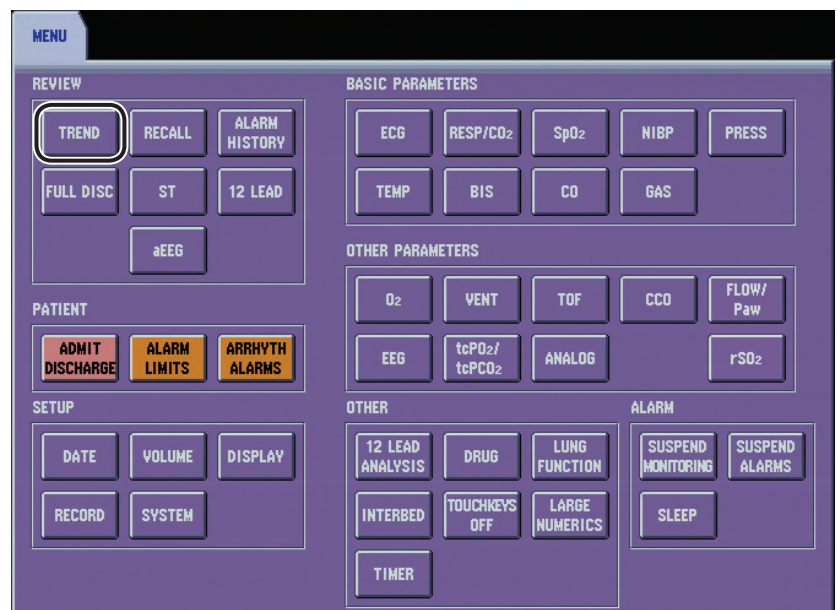 MENU
REVIEW
TREND RECALL ALARM
HISTORY
FULL DISC ST 12 LEAD
aEEG
PATIENT
ADMIT
DISCHARGE
ALARM
LIMITS
ARRHYTH
ALARMS
SETUP
DATE VOLUME DISPLAY
RECORD SYSTEM
BASIC PARAMETERS
ECG RESP/CO2 SpO2 NIBP PRESS
TEMP BIS CO GAS
OTHER PARAMETERS
O2 VENT TOF CCO FLOW/
Paw
EEG tcPO2/
tcPCO2
ANALOG rSO2
OTHER
12 LEAD
ANALYSIS
DRUG
LUNG
FUNCTION
INTERBED
TOUCHKEYS
OFF
LARGE
NUMERICS
TIMER
ALARM
SUSPEND
MONITORING
SUSPEND
ALARMS
SLEEP